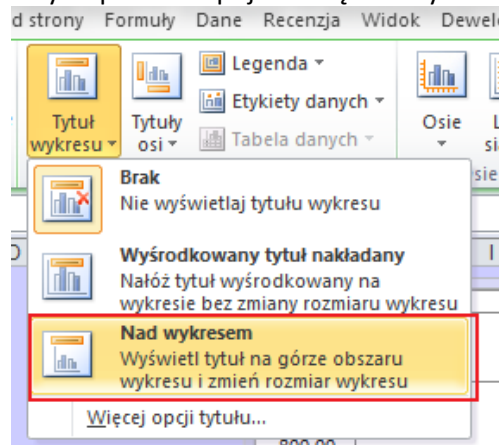 d strony Formuły Dane Recenzja Widok Dewel
Legenda
Etykiety danych
Tabela danych
Tytuł wykresu
Tytuły osi
Osie
Brak
Nie wyświetlaj tytułu wykresu
Wyśrodkowany tytuł nakładany
Nałóż tytuł wyśrodkowany na
wykresie bez zmiany rozmiaru wykresu
Nad wykresem
Wyświetl tytuł na górze obszaru
wykresu i zmień rozmiar wykresu
Więcej opcji tytułu...